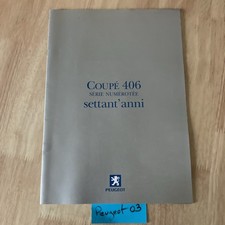 COUPÉ 406
SÉRIE NUMÉROTÉE
settant'anni
PEUGEOT
Peugeot 03